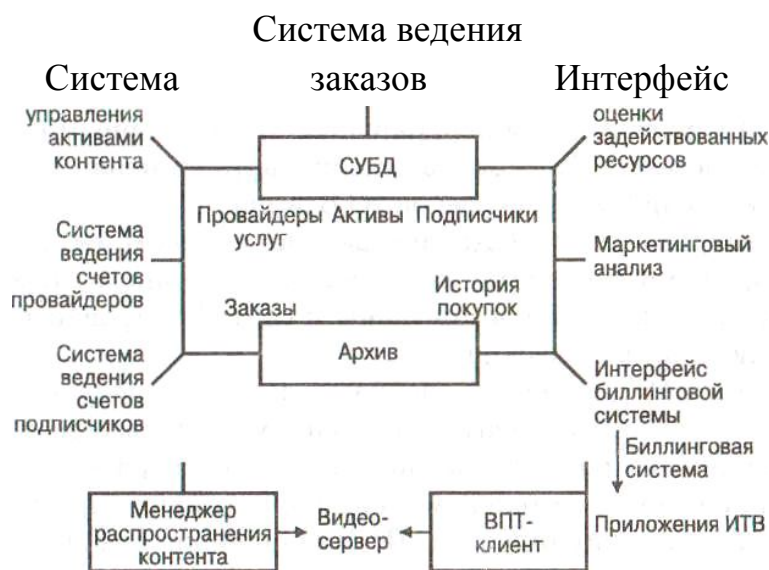 Система ведения
Система заказов Интерфейс
управления
активами
контента
оценки
задействованных
ресурсов
СУБД
Провайдеры Активы Подписчики
услуг
Система
ведения
счетов
провайдеров
Маркетинговый
анализ
Заказы
История
покупок
Архив
Система
ведения
счетов
подписчиков
Интерфейс
биллинговой
системы
Биллинговая
система
Менеджер
распространения
контента
Видео-
сервер
ВПТ-
клиент
Приложения ИТВ